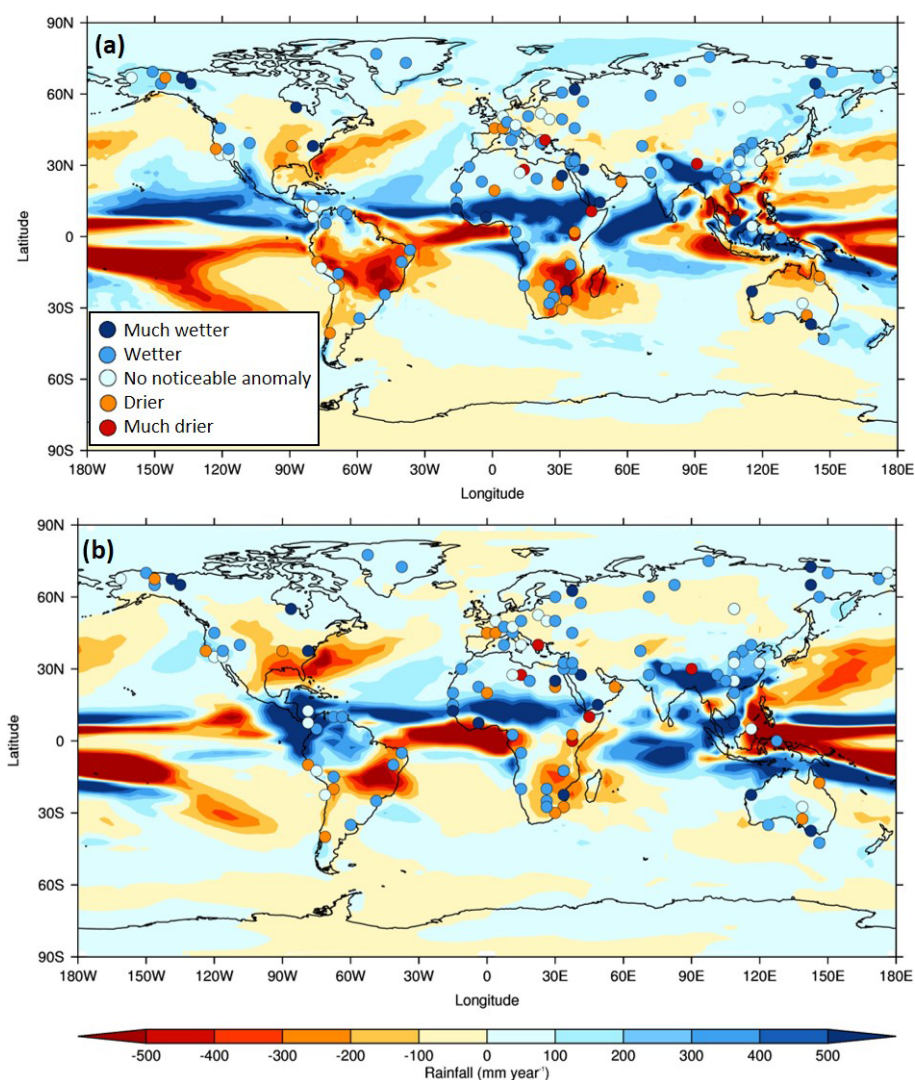 90N
(a)
60N
30N
0
30S
60S
90S
Latitude
Much wetter
Wetter
No noticeable anomaly
Drier
Much drier
180W 150W 120W 90W 60W 30W 0 30E 60E 90E 120E 150E 180E
Longitude
90N
(b)
60N
30N
0
30S
60S
90S
Latitude
180W 150W 120W 90W 60W 30W 0 30E 60E 90E 120E 150E 180E
Longitude
-500 -400 -300 -200 -100 0 100 200 300 400 500
Rainfall (mm year⁻¹)